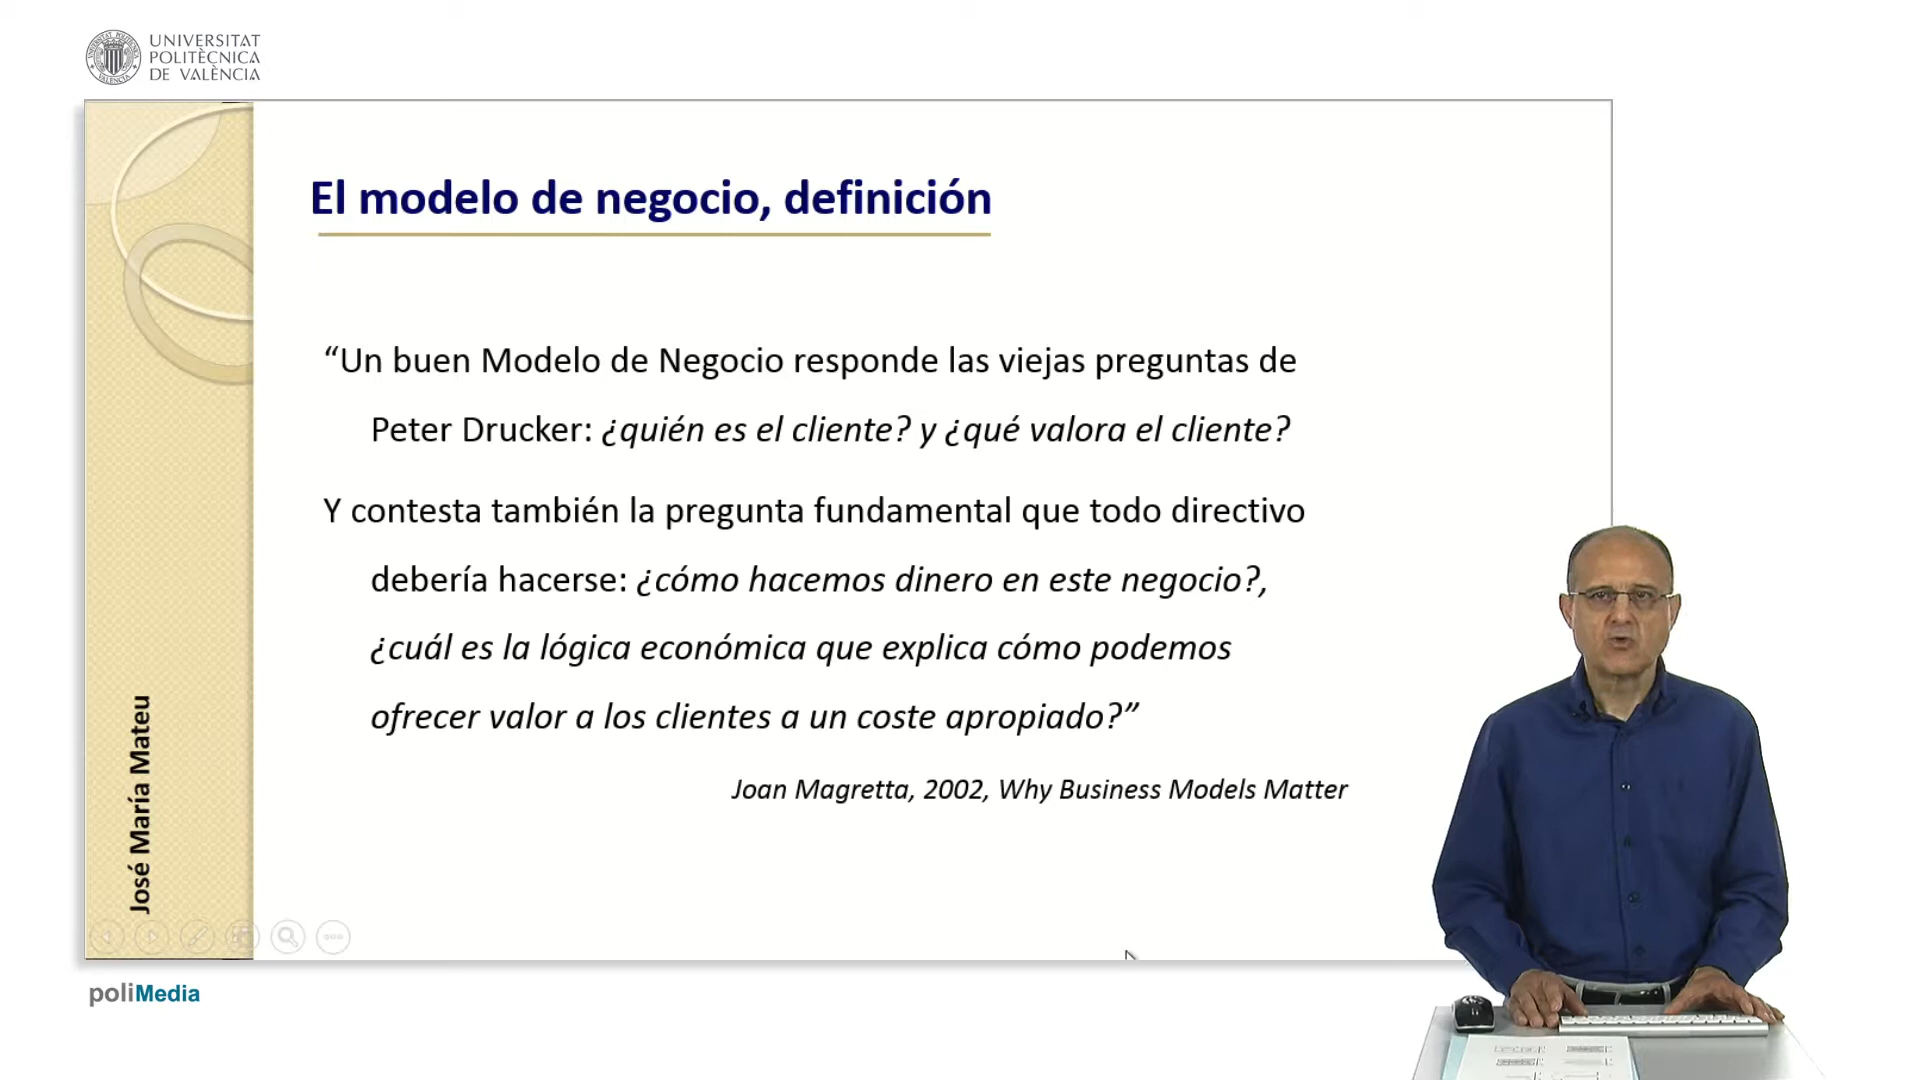 UNIVERSITAT
POLITÈCNICA
DE VALÈNCIA
El modelo de negocio, definición
“Un buen Modelo de Negocio responde las viejas preguntas de
Peter Drucker: ¿quién es el cliente? y ¿qué valora el cliente?
Y contesta también la pregunta fundamental que todo directivo
debería hacerse: ¿cómo hacemos dinero en este negocio?,
¿cuál es la lógica económica que explica cómo podemos
ofrecer valor a los clientes a un coste apropiado?”
Joan Magretta, 2002, Why Business Models Matter
José María Mateu
poliMedia